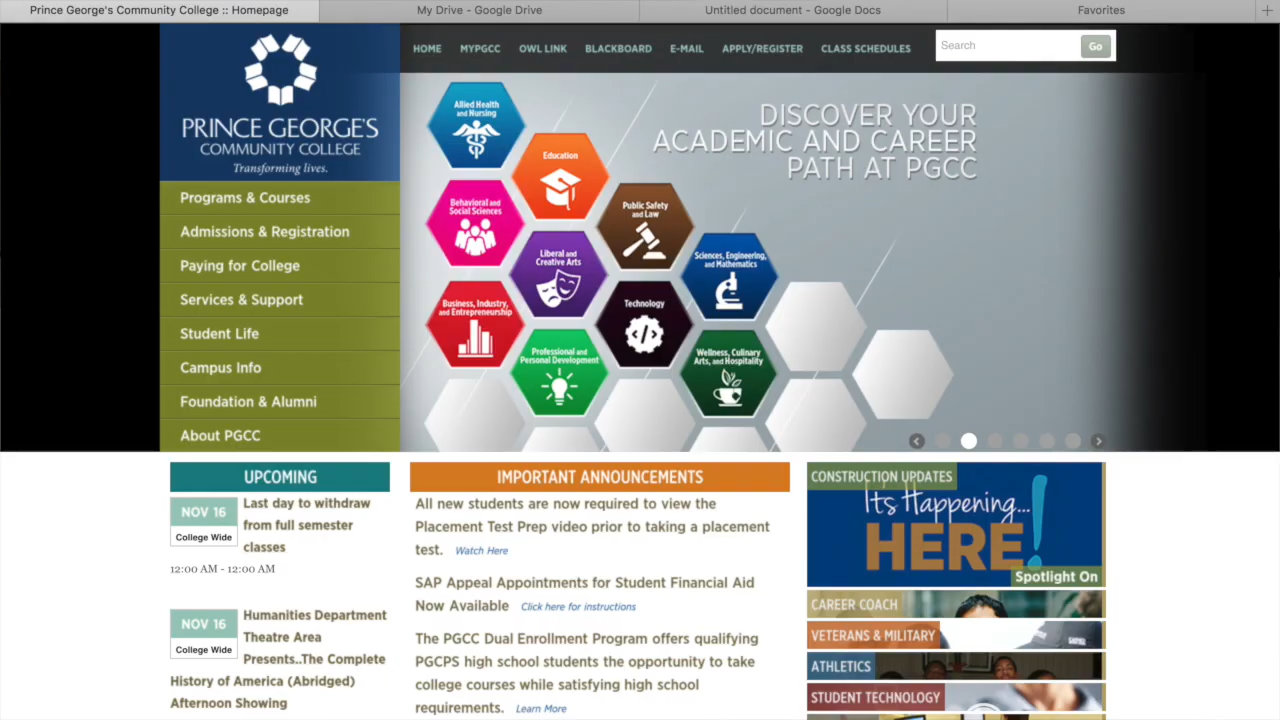 Prince George's Community College :: Homepage
My Drive - Google Drive
Untitled document - Google Docs
Favorites
PRINCE GEORGE'S
COMMUNITY COLLEGE
Transforming lives.
HOME
MYPGCC
OWL LINK
BLACKBOARD
E-MAIL
APPLY/REGISTER
CLASS SCHEDULES
Search
Go
Programs & Courses
Admissions & Registration
Paying for College
Services & Support
Student Life
Campus Info
Foundation & Alumni
About PGCC
DISCOVER YOUR
ACADEMIC AND CAREER
PATH AT PGCC
Allied Health
and Nursing
Education
Behavioral and
Social Sciences
Public Safety
and Law
Liberal and
Creative Arts
Sciences, Engineering,
and Mathematics
Business, Industry,
and Entrepreneurship
Technology
Professional and
Personal Development
Wellness, Culinary
Arts, and Hospitality
UPCOMING
NOV 16
College Wide
Last day to withdraw
from full semester
classes
12:00 AM - 12:00 AM
NOV 16
College Wide
Humanities Department
Theatre Area
Presents..The Complete
History of America (Abridged)
Afternoon Showing
IMPORTANT ANNOUNCEMENTS
All new students are now required to view the
Placement Test Prep video prior to taking a placement
test. Watch Here
SAP Appeal Appointments for Student Financial Aid
Now Available Click here for instructions
The PGCC Dual Enrollment Program offers qualifying
PGCPS high school students the opportunity to take
college courses while satisfying high school
requirements. Learn More
CONSTRUCTION UPDATES
It's Happening...
HERE!
Spotlight On
CAREER COACH
VETERANS & MILITARY
ATHLETICS
STUDENT TECHNOLOGY